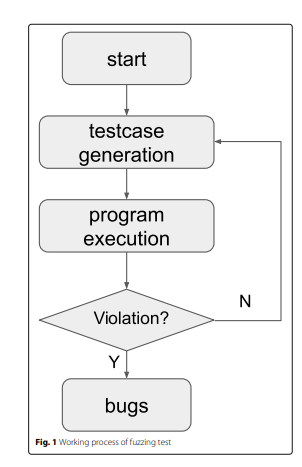 start
testcase
generation
program
execution
Violation?
N
Y
bugs
Fig. 1 Working process of fuzzing test